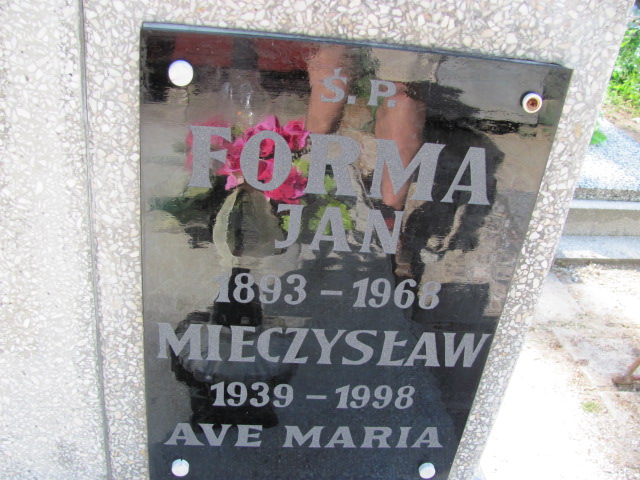 Ś.P.
FORMA
JAN
1893 – 1968
MIECZYSŁAW
1939 – 1998
AVE MARIA